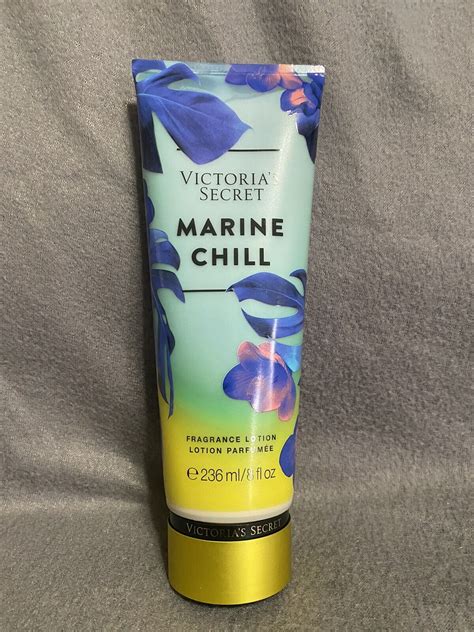 VICTORIA'S
SECRET
MARINE
CHILL
FRAGRANCE LOTION
LOTION PARFUMÉE
℮ 236 ml/8 fl oz
VICTORIA'S SECRET